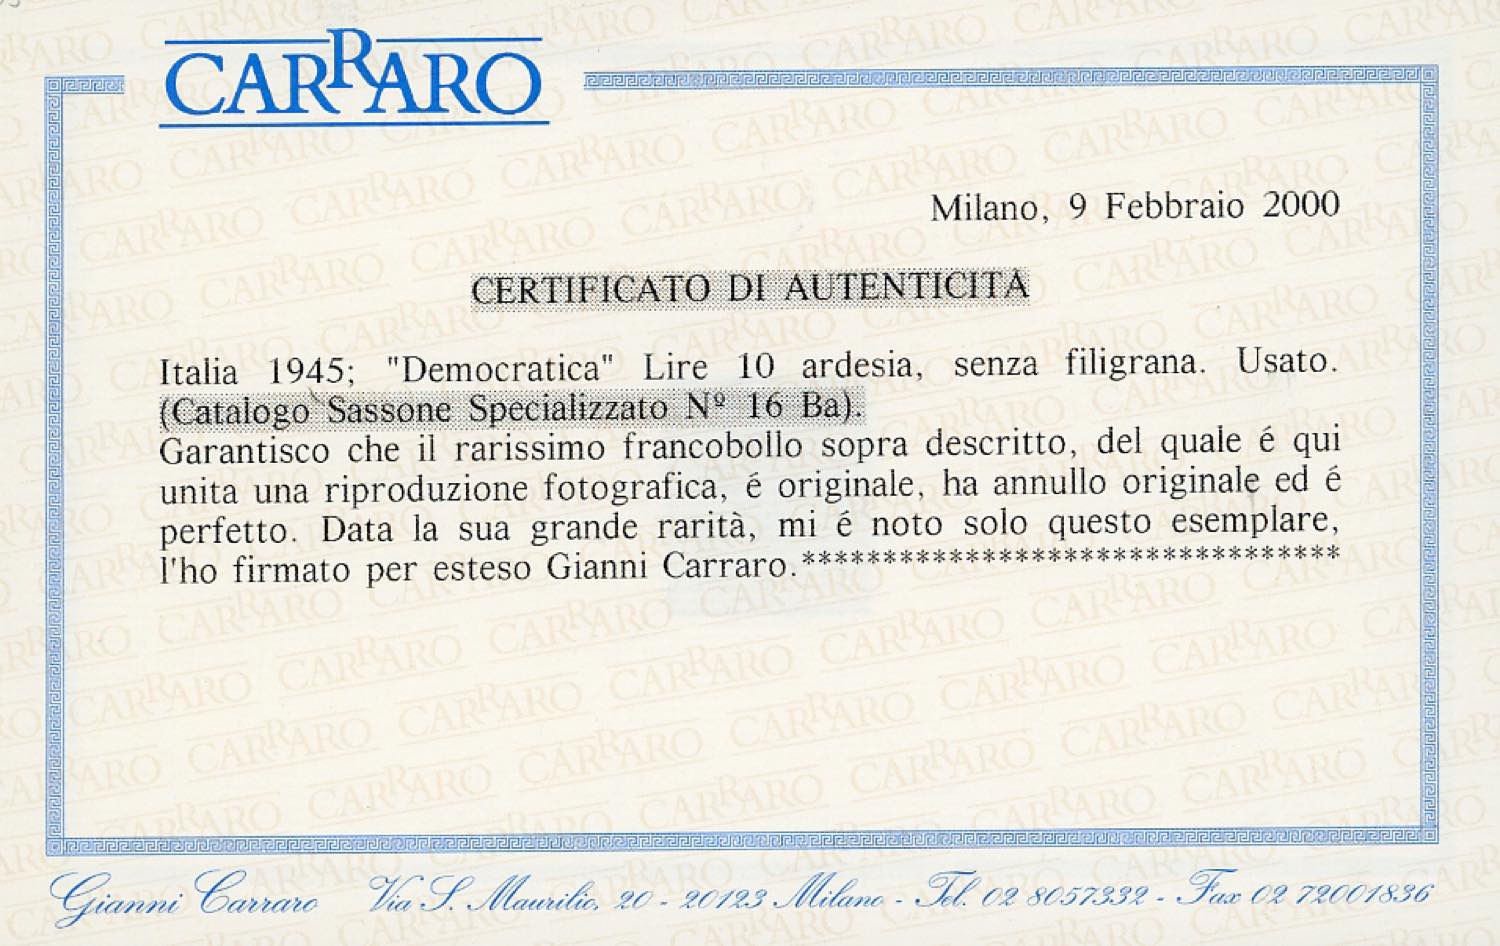 CARRARO
Milano, 9 Febbraio 2000
CERTIFICATO DI AUTENTICITA
Italia 1945; "Democratica" Lire 10 ardesia, senza filigrana. Usato.
(Catalogo Sassone Specializzato Nº 16 Ba).
Garantisco che il rarissimo francobollo sopra descritto, del quale é qui
unita una riproduzione fotografica, é originale, ha annullo originale ed é
perfetto. Data la sua grande rarità, mi é noto solo questo esemplare,
l'ho firmato per esteso Gianni Carraro.*********************************
Gianni Carraro Via S. Maurilio, 20 - 20123 Milano - Tel. 02 8057332 - Fax 02 72001836